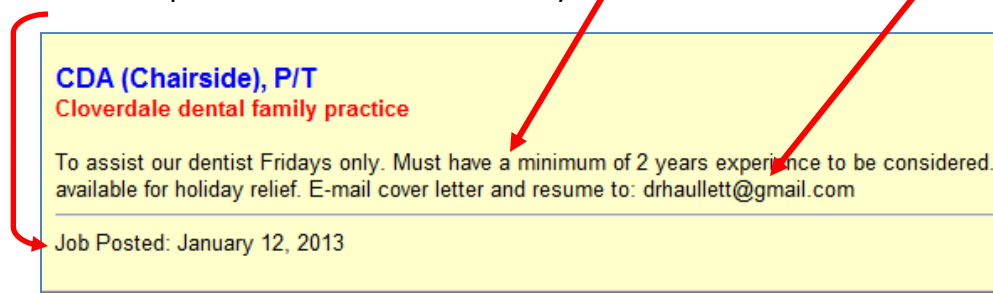 CDA (Chairside), P/T
Cloverdale dental family practice
To assist our dentist Fridays only. Must have a minimum of 2 years experience to be considered.
available for holiday relief. E-mail cover letter and resume to: drhaullett@gmail.com
Job Posted: January 12, 2013